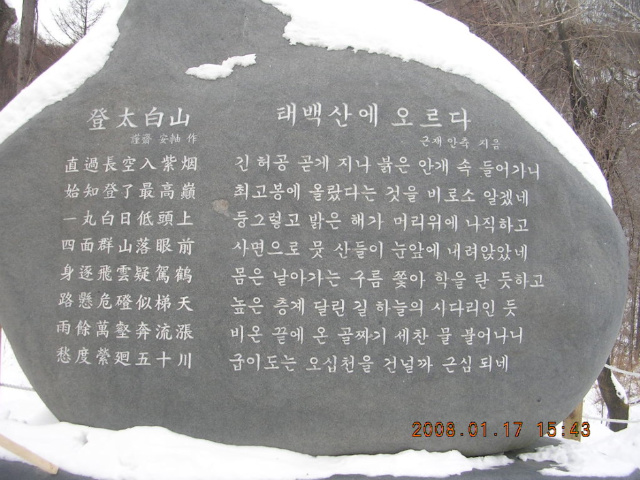 登太白山
謹齋 安軸 作
直過長空入紫烟
始知登了最高巓
一丸白日低頭上
四面群山落眼前
身逐飛雲疑駕鶴
路懸危磴似梯天
雨餘萬壑奔流漲
愁度縈廻五十川
태백산에 오르다
근재 안축 지음
긴 허공 곧게 지나 붉은 안개 속 들어가니
최고봉에 올랐다는 것을 비로소 알겠네
둥그렇고 밝은 해가 머리위에 나직하고
사면으로 뭇 산들이 눈앞에 내려앉았네
몸은 날아가는 구름 쫓아 학을 탄 듯하고
높은 층계 달린 길 하늘의 사다리인 듯
비온 끝에 온 골짜기 세찬 물 불어나니
굽이도는 오십천을 건널까 근심 되네
2008.01.17 15:43